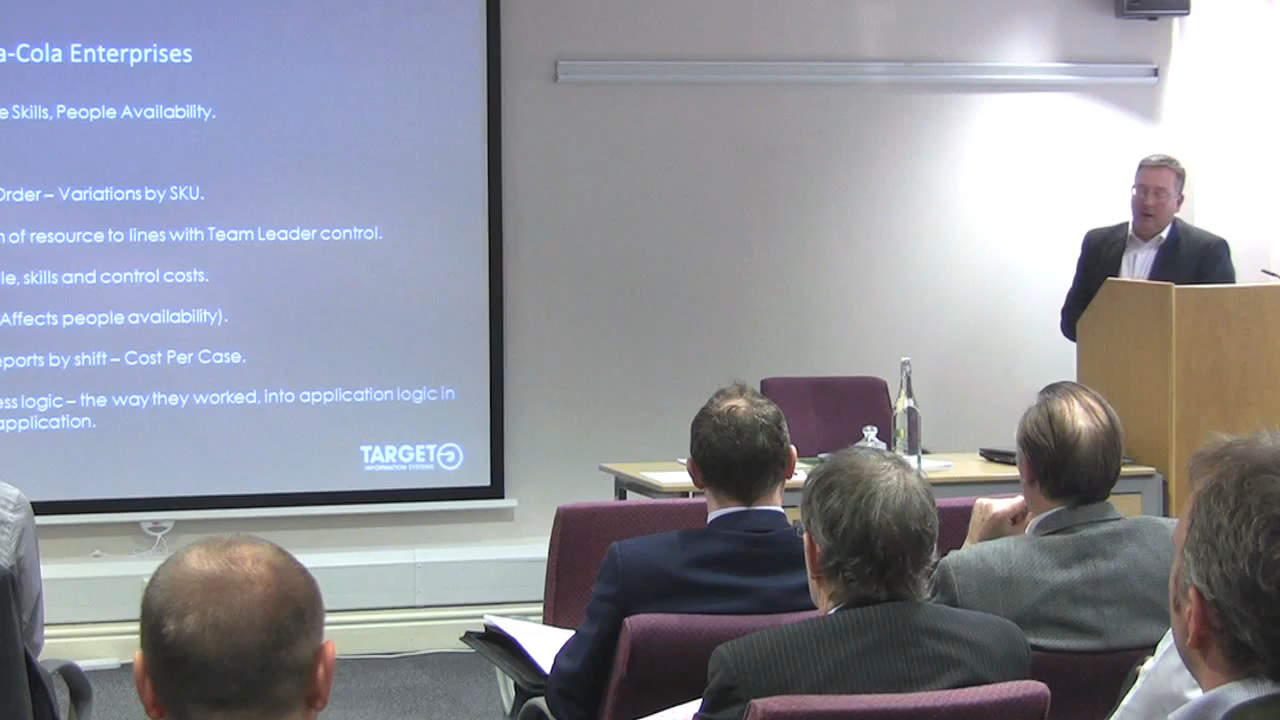 a-Cola Enterprises
e Skills, People Availability.
Order – Variations by SKU.
n of resource to lines with Team Leader control.
le, skills and control costs.
Affects people availability).
eports by shift – Cost Per Case.
ess logic – the way they worked, into application logic in
application.
TARGET
INFORMATION SYSTEMS